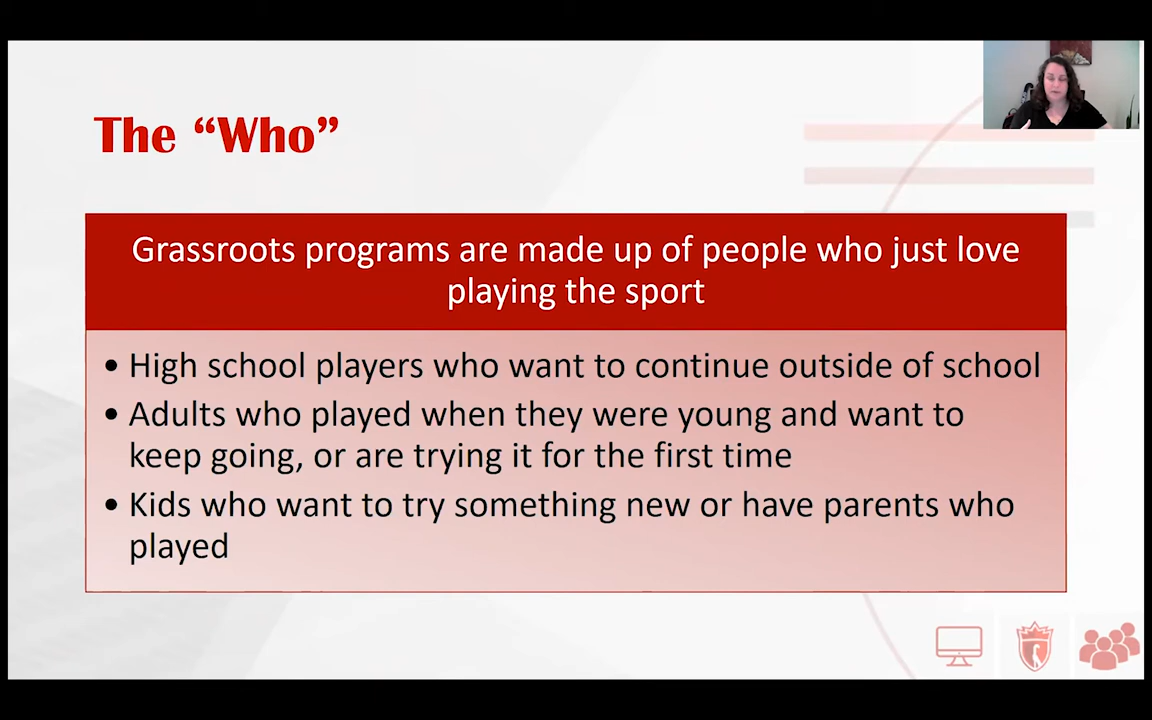 The “Who”
Grassroots programs are made up of people who just love
playing the sport
• High school players who want to continue outside of school
• Adults who played when they were young and want to
keep going, or are trying it for the first time
• Kids who want to try something new or have parents who
played